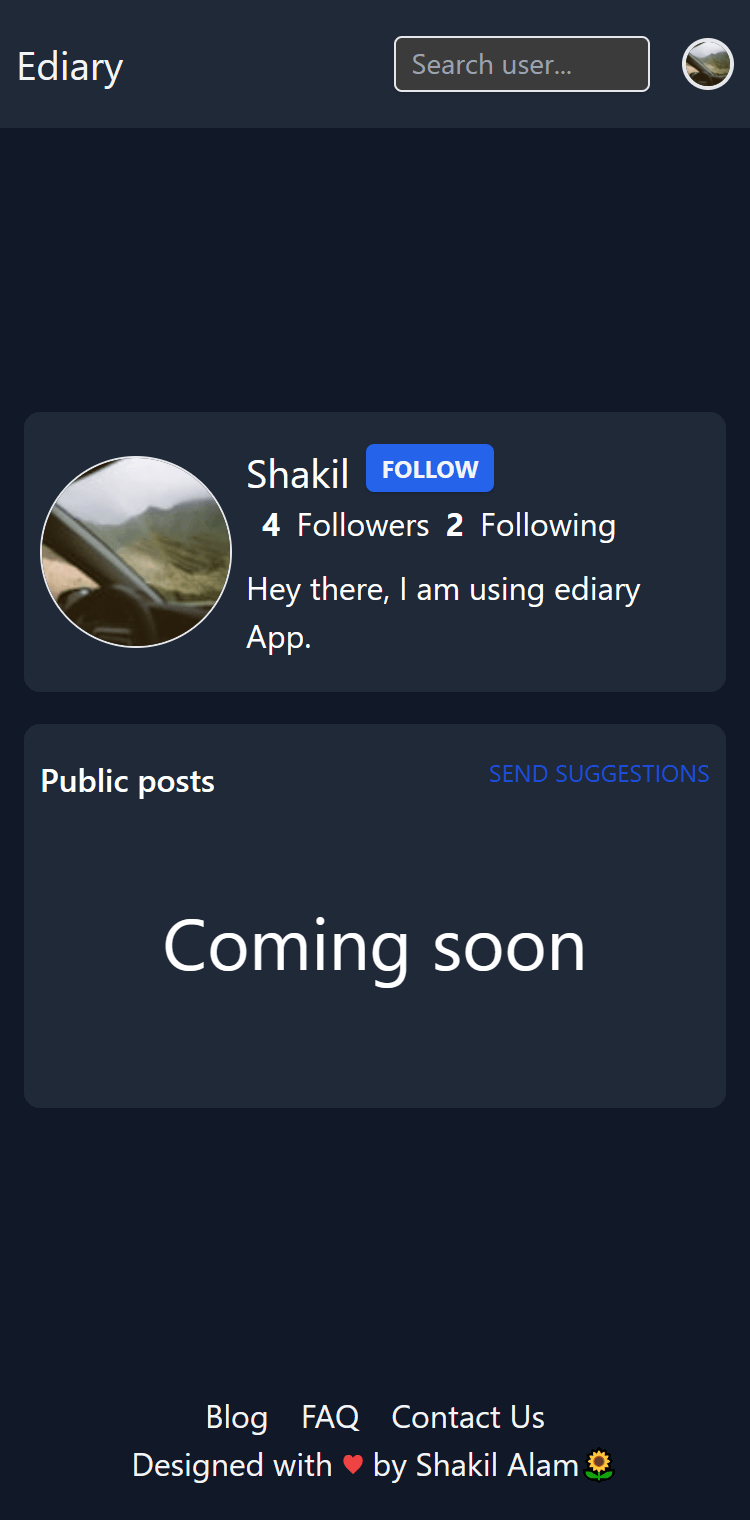 Ediary
Search user...
Shakil
FOLLOW
4 Followers 2 Following
Hey there, I am using ediary
App.
Public posts
SEND SUGGESTIONS
Coming soon
Blog FAQ Contact Us
Designed with ❤ by Shakil Alam🌻